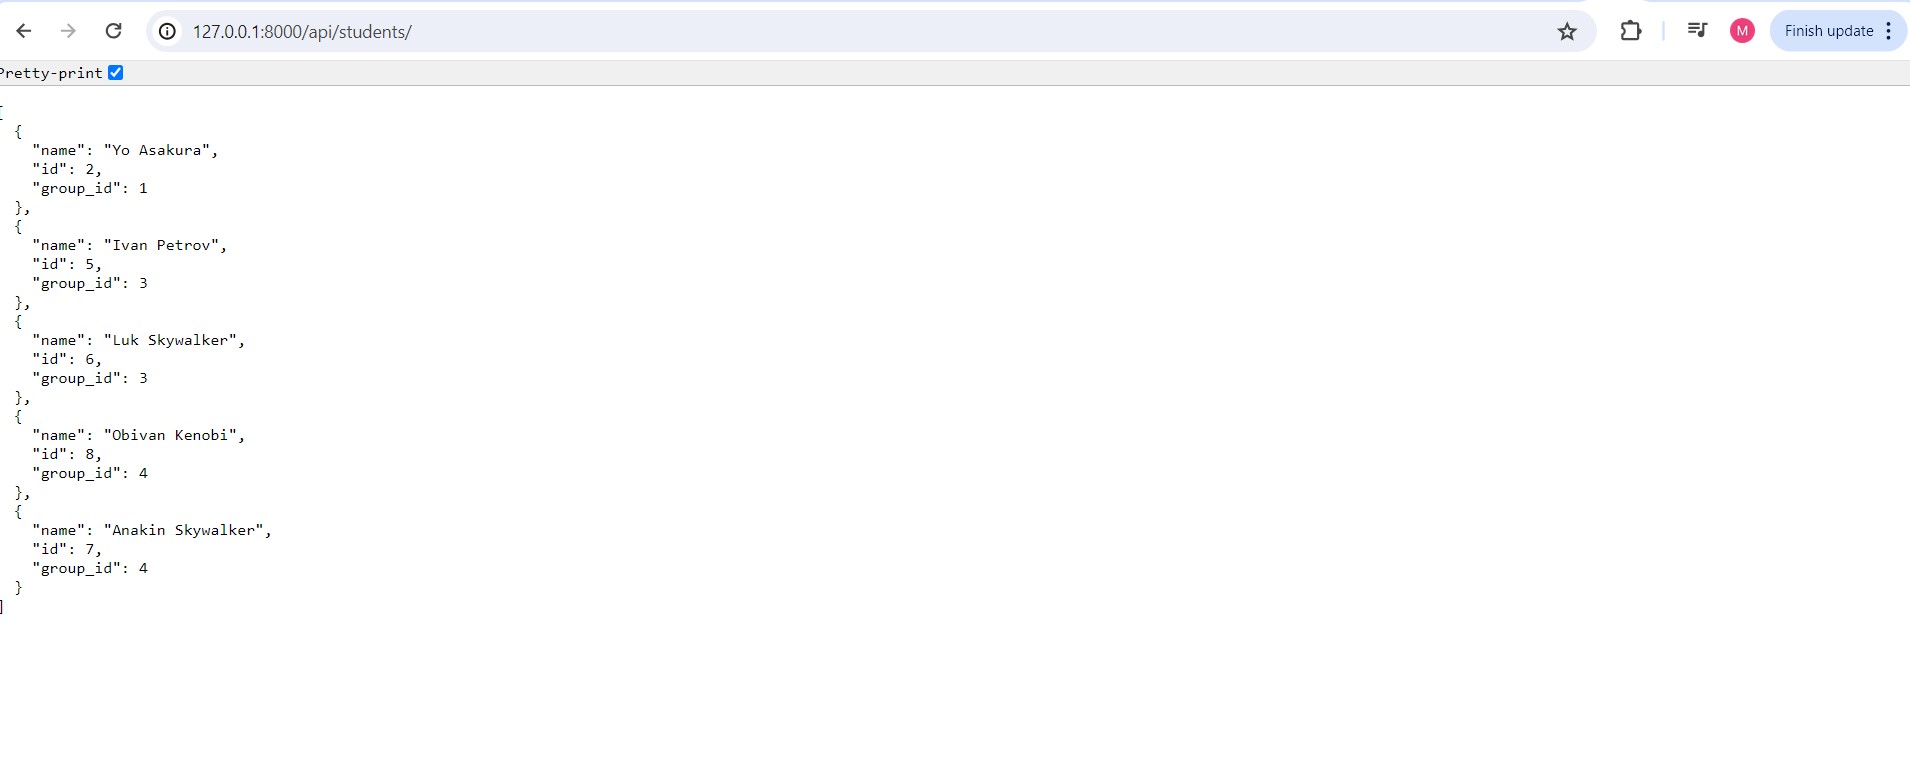 127.0.0.1:8000/api/students/
M
Finish update
Pretty-print
[
{
"name": "Yo Asakura",
"id": 2,
"group_id": 1
},
{
"name": "Ivan Petrov",
"id": 5,
"group_id": 3
},
{
"name": "Luk Skywalker",
"id": 6,
"group_id": 3
},
{
"name": "Obivan Kenobi",
"id": 8,
"group_id": 4
},
{
"name": "Anakin Skywalker",
"id": 7,
"group_id": 4
}
]